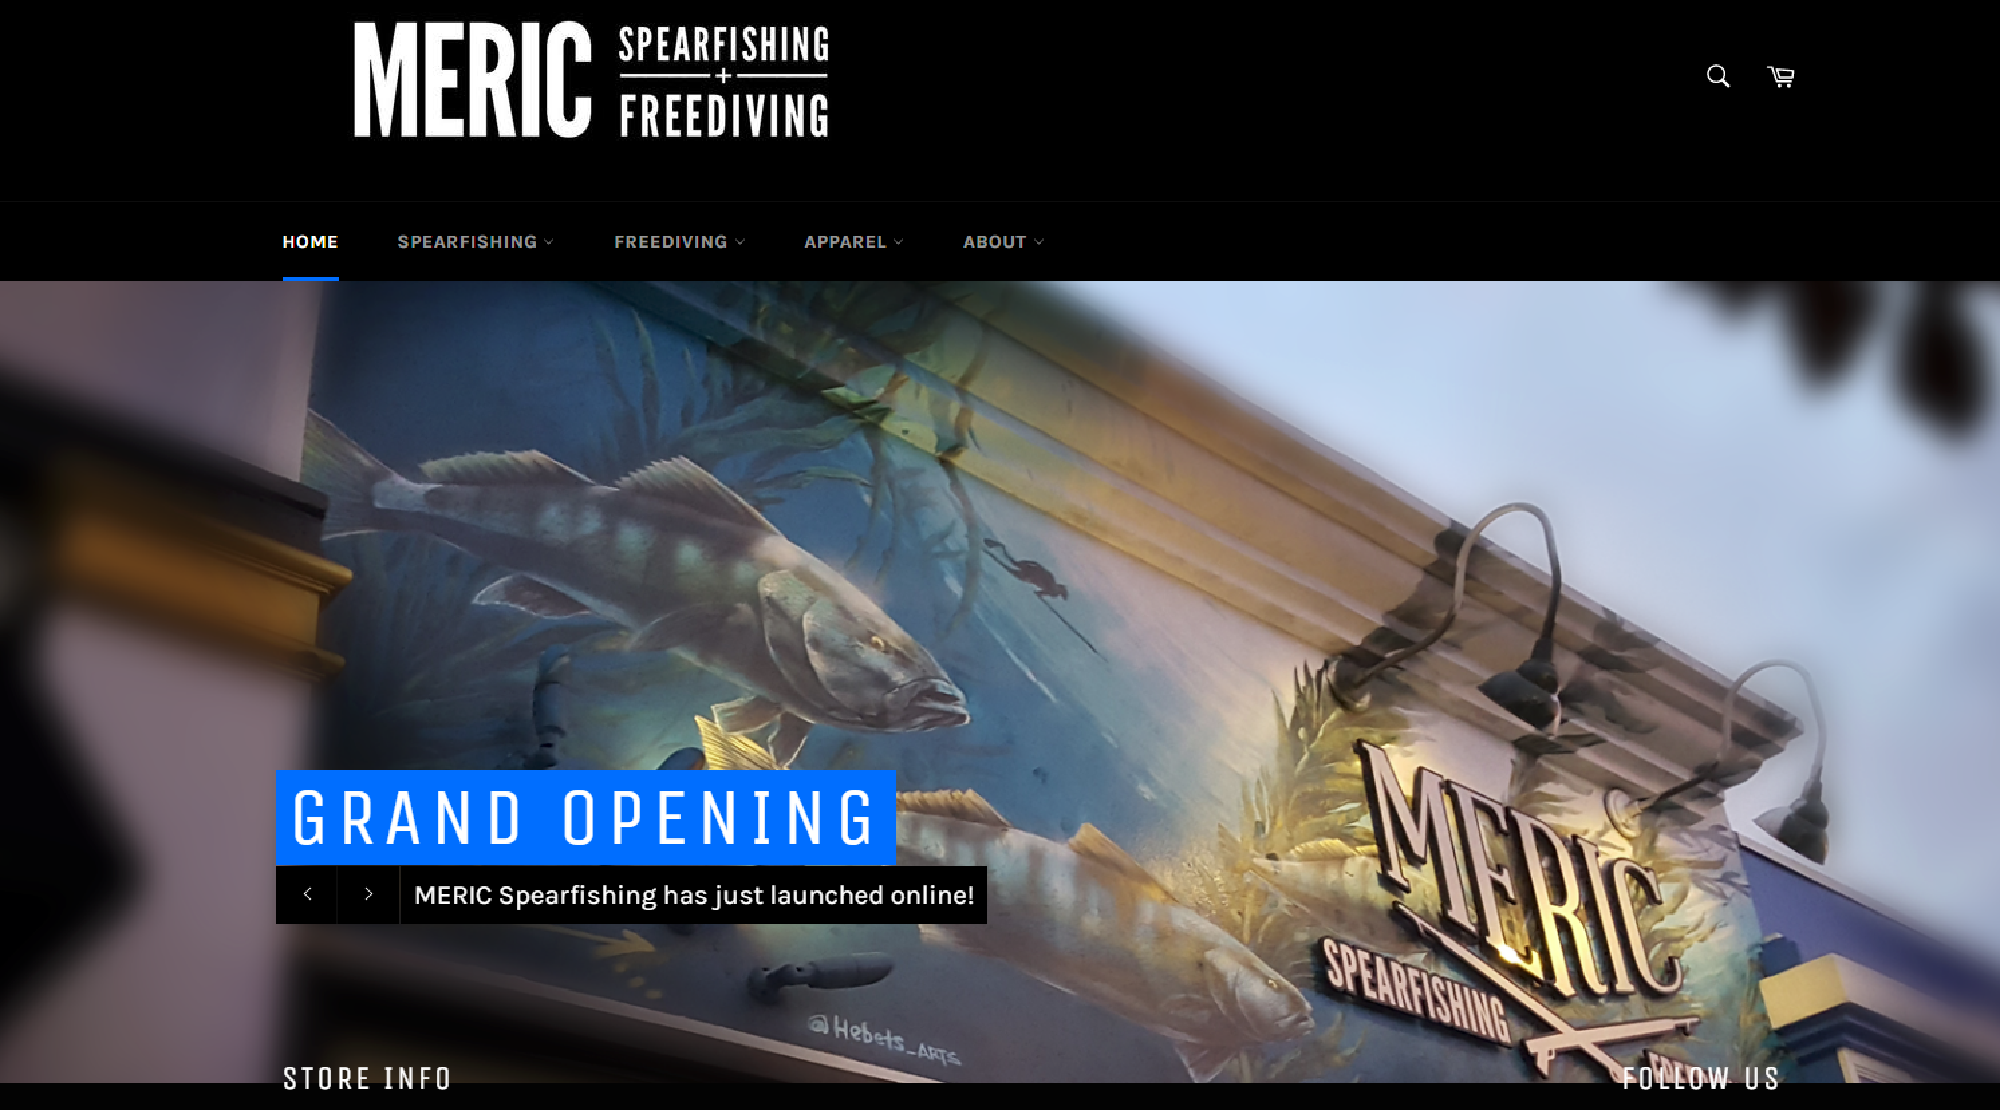 MERIC
SPEARFISHING
+
FREEDIVING
HOME SPEARFISHING FREEDIVING APPAREL ABOUT
GRAND OPENING
MERIC Spearfishing has just launched online!
MERIC
SPEARFISHING
@Hebets_ARTS
STORE INFO
FOLLOW US